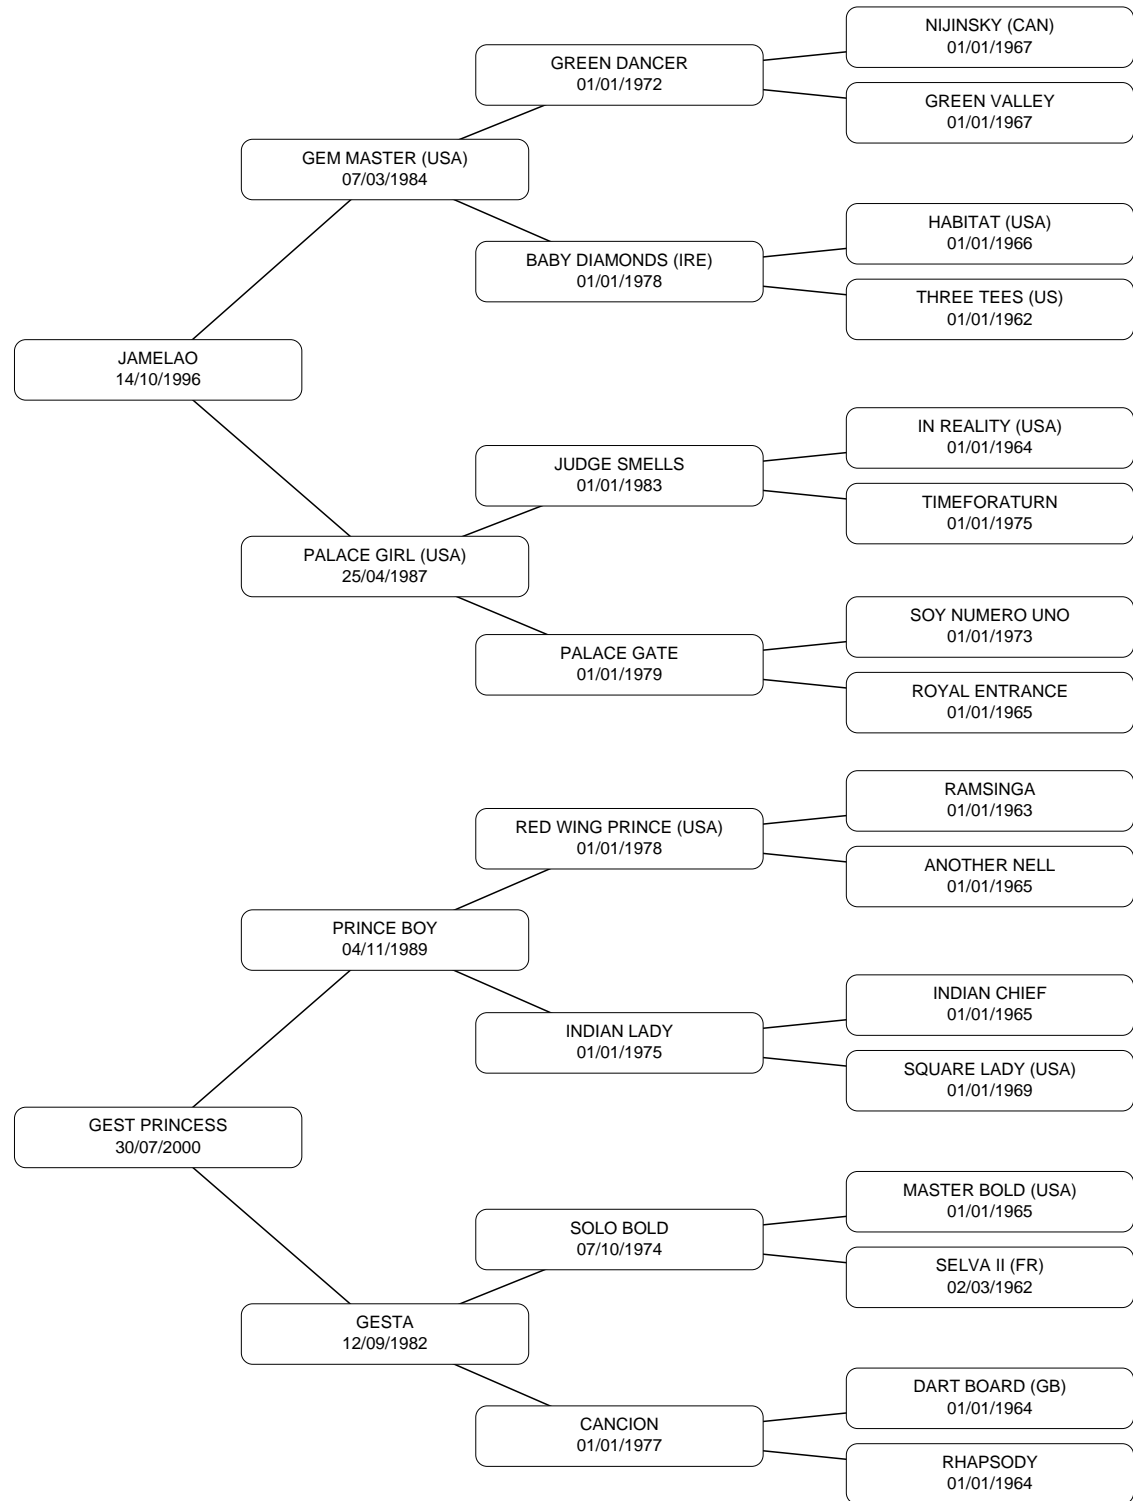 NIJINSKY (CAN)
01/01/1967
GREEN DANCER
01/01/1972
GREEN VALLEY
01/01/1967
GEM MASTER (USA)
07/03/1984
HABITAT (USA)
01/01/1966
BABY DIAMONDS (IRE)
01/01/1978
THREE TEES (US)
01/01/1962
JAMELAO
14/10/1996
IN REALITY (USA)
01/01/1964
JUDGE SMELLS
01/01/1983
TIMEFORATURN
01/01/1975
PALACE GIRL (USA)
25/04/1987
SOY NUMERO UNO
01/01/1973
PALACE GATE
01/01/1979
ROYAL ENTRANCE
01/01/1965
RAMSINGA
01/01/1963
RED WING PRINCE (USA)
01/01/1978
ANOTHER NELL
01/01/1965
PRINCE BOY
04/11/1989
INDIAN CHIEF
01/01/1965
INDIAN LADY
01/01/1975
SQUARE LADY (USA)
01/01/1969
GEST PRINCESS
30/07/2000
MASTER BOLD (USA)
01/01/1965
SOLO BOLD
07/10/1974
SELVA II (FR)
02/03/1962
GESTA
12/09/1982
DART BOARD (GB)
01/01/1964
CANCION
01/01/1977
RHAPSODY
01/01/1964